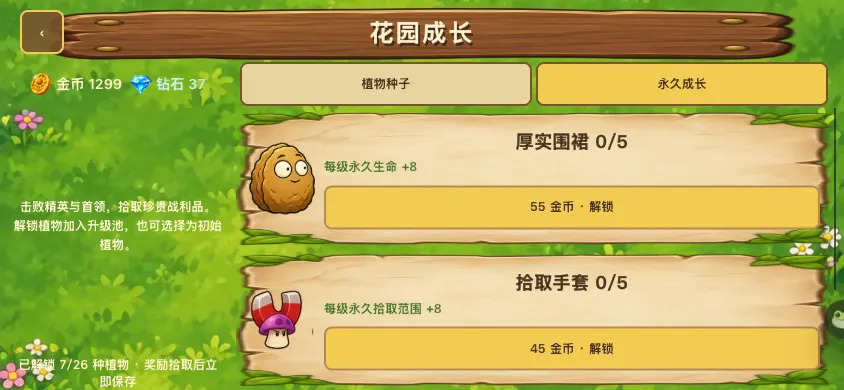 ‹
花园成长
金币 1299 钻石 37
植物种子
永久成长
击败精英与首领，拾取珍贵战利品。
解锁植物加入升级池，也可选择为初始
植物。
已解锁 7/26 种植物 · 奖励拾取后立
即保存
厚实围裙 0/5
每级永久生命 +8
55 金币 · 解锁
拾取手套 0/5
每级永久拾取范围 +8
45 金币 · 解锁